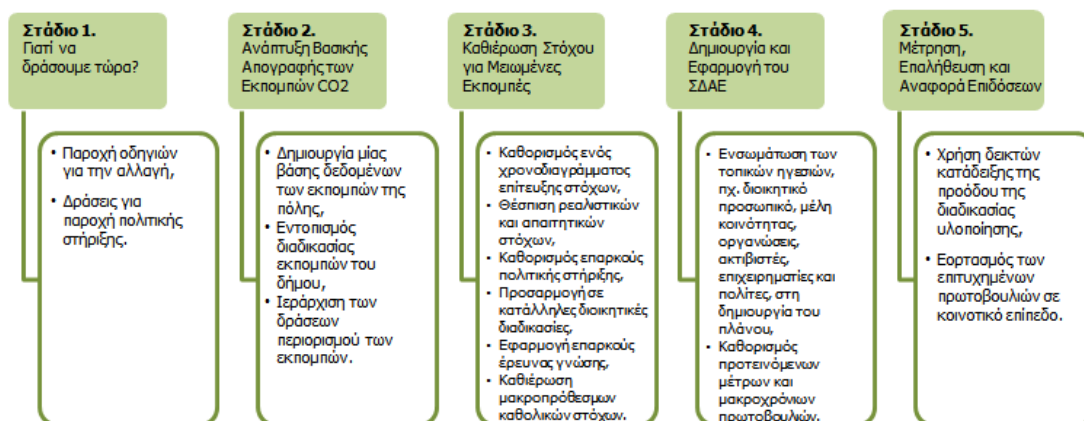 Στάδιο 1.
Γιατί να
δράσουμε τώρα?
• Παροχή οδηγιών
για την αλλαγή,
• Δράσεις για
παροχή πολιτικής
στήριξης.
Στάδιο 2.
Ανάπτυξη Βασικής
Απογραφής των
Εκπομπών CO2
• Δημιουργία μίας
βάσης δεδομένων
των εκπομπών της
πόλης,
• Εντοπισμός
διαδικασίας
εκπομπών του
δήμου,
• Ιεράρχιση των
δράσεων
περιορισμού των
εκπομπών.
Στάδιο 3.
Καθιέρωση Στόχου
για Μειωμένες
Εκπομπές
• Καθορισμός ενός
χρονοδιαγράμματος
επίτευξης στόχων,
• Θέσπιση ρεαλιστικών
και απαιτητικών
στόχων,
• Καθορισμός επαρκούς
πολιτικής στήριξης,
• Προσαρμογή σε
κατάλληλες διοικητικές
διαδικασίες,
• Εφαρμογή επαρκούς
έρευνας γνώσης,
• Καθιέρωση
μακροπρόθεσμων
καθολικών στόχων.
Στάδιο 4.
Δημιουργία και
Εφαρμογή του
ΣΔΑΕ
• Ενσωμάτωση των
τοπικών ηγεσιών,
πχ. διοικητικό
προσωπικό, μέλη
κοινότητας,
οργανώσεις,
ακτιβιστές,
επιχειρηματίες και
πολίτες, στη
δημιουργία του
πλάνου,
• Καθορισμός
προτεινόμενων
μέτρων και
μακροχρόνιων
πρωτοβουλιών.
Στάδιο 5.
Μέτρηση,
Επαλήθευση και
Αναφορά Επιδόσεων
• Χρήση δεικτών
κατάδειξης της
προόδου της
διαδικασίας
υλοποίησης,
• Εορτασμός των
επιτυχημένων
πρωτοβουλιών σε
κοινοτικό επίπεδο.